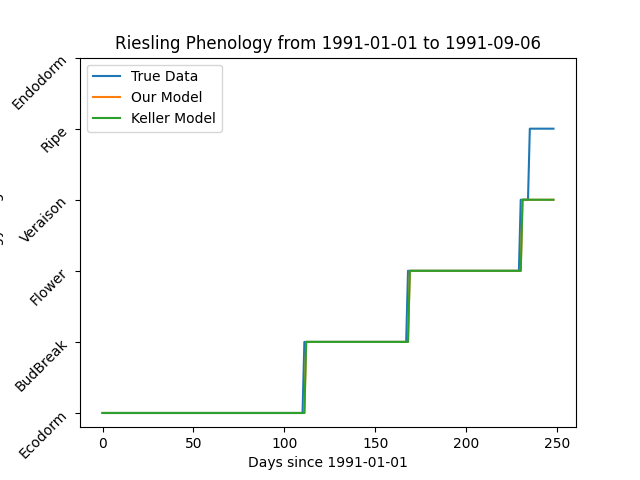 Riesling Phenology from 1991-01-01 to 1991-09-06
True Data
Our Model
Keller Model
Endodorm
Ripe
Veraison
Flower
BudBreak
Ecodorm
0 50 100 150 200 250
Days since 1991-01-01